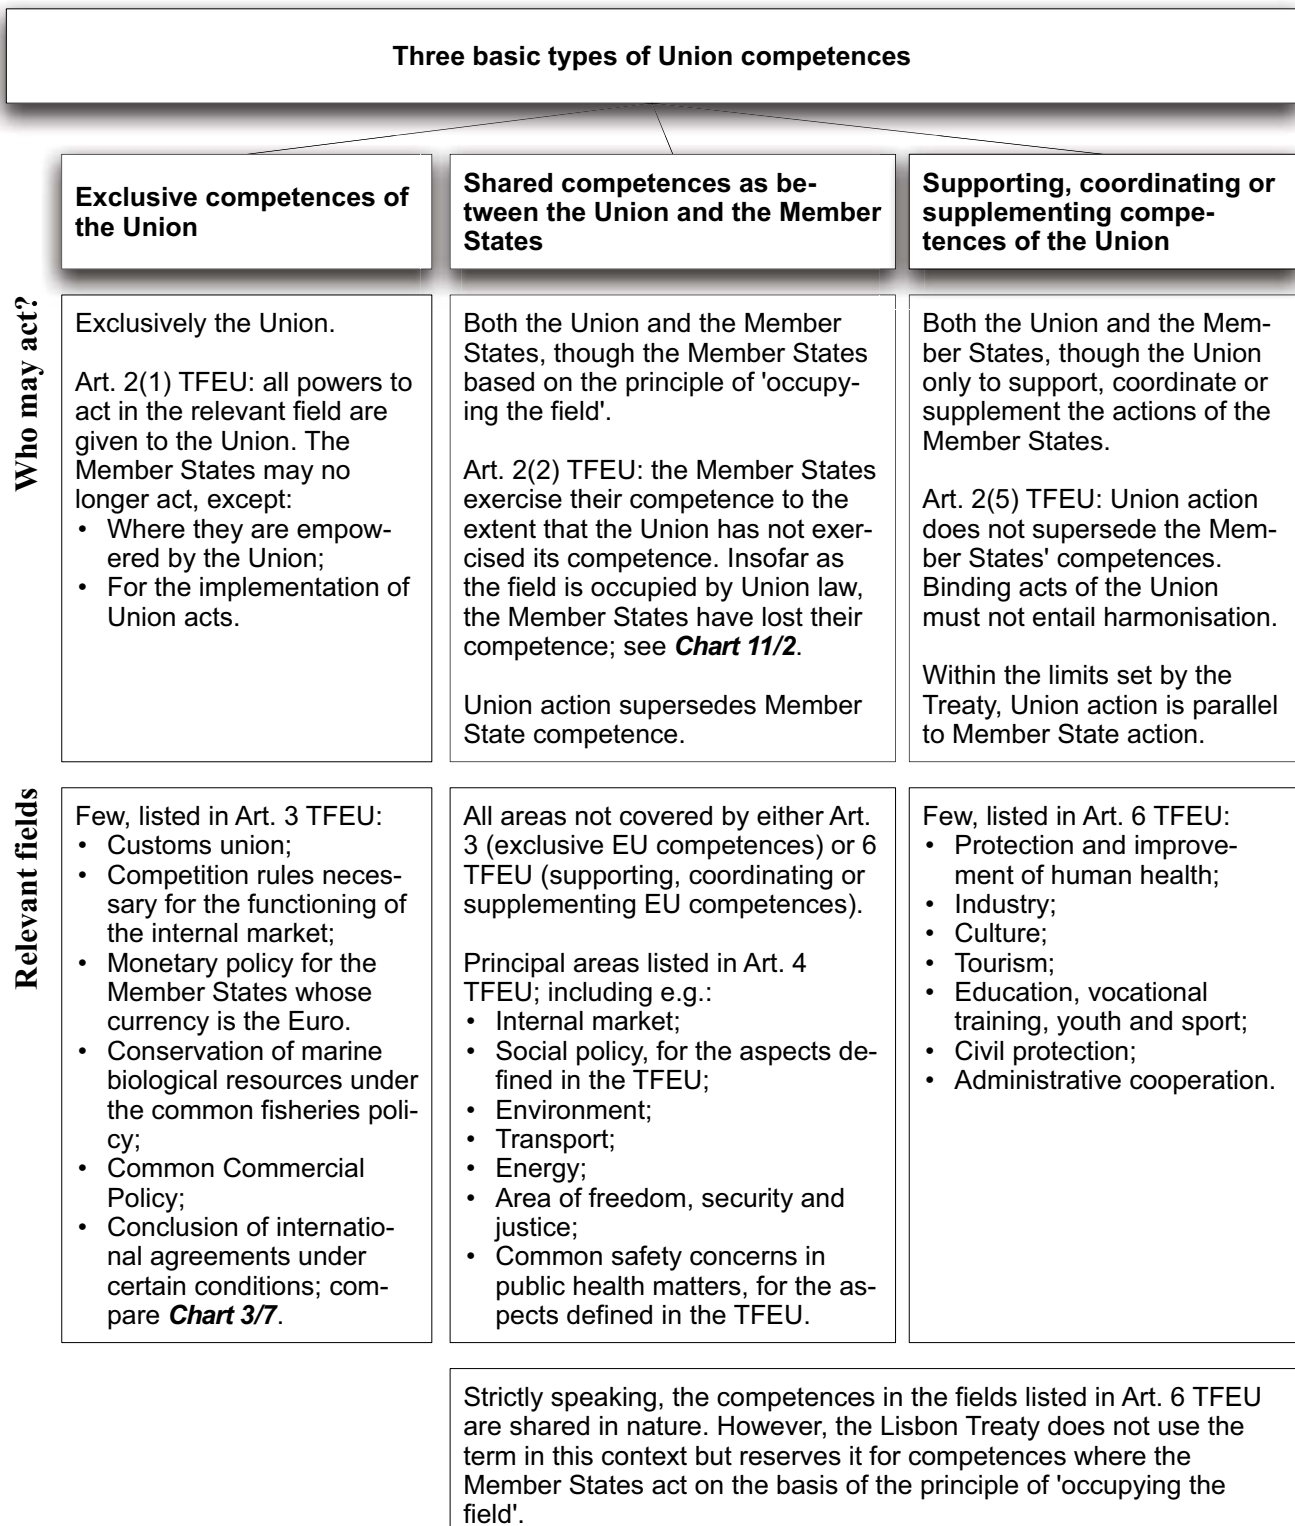 Three basic types of Union competences
Exclusive competences of
the Union
Shared competences as be-
tween the Union and the Member
States
Supporting, coordinating or
supplementing compe-
tences of the Union
Who may act?
Exclusively the Union.
Art. 2(1) TFEU: all powers to
act in the relevant field are
given to the Union. The
Member States may no
longer act, except:
• Where they are empow-
ered by the Union;
• For the implementation of
Union acts.
Both the Union and the Member
States, though the Member States
based on the principle of 'occupy-
ing the field'.
Art. 2(2) TFEU: the Member States
exercise their competence to the
extent that the Union has not exer-
cised its competence. Insofar as
the field is occupied by Union law,
the Member States have lost their
competence; see Chart 11/2.
Union action supersedes Member
State competence.
Both the Union and the Mem-
ber States, though the Union
only to support, coordinate or
supplement the actions of the
Member States.
Art. 2(5) TFEU: Union action
does not supersede the Mem-
ber States' competences.
Binding acts of the Union
must not entail harmonisation.
Within the limits set by the
Treaty, Union action is parallel
to Member State action.
Relevant fields
Few, listed in Art. 3 TFEU:
• Customs union;
• Competition rules neces-
sary for the functioning of
the internal market;
• Monetary policy for the
Member States whose
currency is the Euro.
• Conservation of marine
biological resources under
the common fisheries poli-
cy;
• Common Commercial
Policy;
• Conclusion of internatio-
nal agreements under
certain conditions; com-
pare Chart 3/7.
All areas not covered by either Art.
3 (exclusive EU competences) or 6
TFEU (supporting, coordinating or
supplementing EU competences).
Principal areas listed in Art. 4
TFEU; including e.g.:
• Internal market;
• Social policy, for the aspects de-
fined in the TFEU;
• Environment;
• Transport;
• Energy;
• Area of freedom, security and
justice;
• Common safety concerns in
public health matters, for the as-
pects defined in the TFEU.
Few, listed in Art. 6 TFEU:
• Protection and improve-
ment of human health;
• Industry;
• Culture;
• Tourism;
• Education, vocational
training, youth and sport;
• Civil protection;
• Administrative cooperation.
Strictly speaking, the competences in the fields listed in Art. 6 TFEU
are shared in nature. However, the Lisbon Treaty does not use the
term in this context but reserves it for competences where the
Member States act on the basis of the principle of 'occupying the
field'.